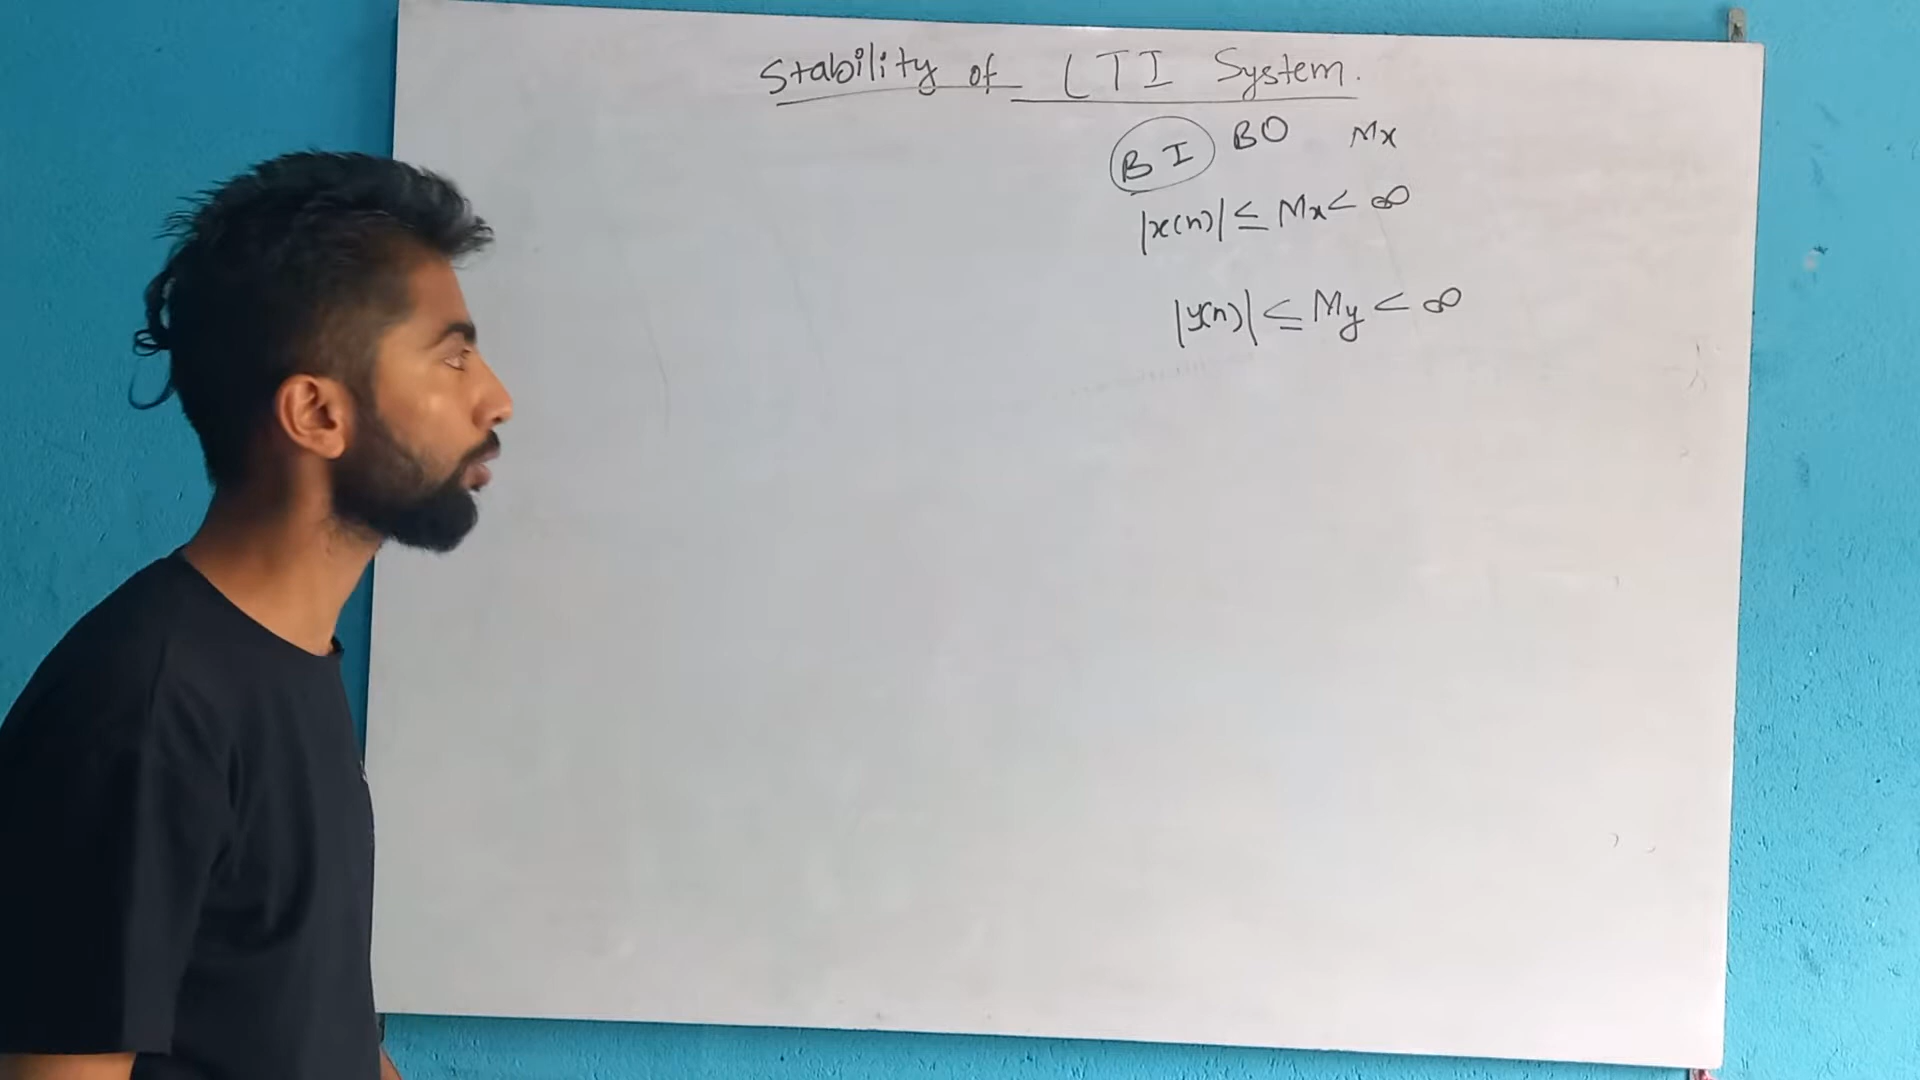 Stability of LTI System.
BI BO Mx
|x(n)| ≤ Mx < ∞
|y(n)| ≤ My < ∞